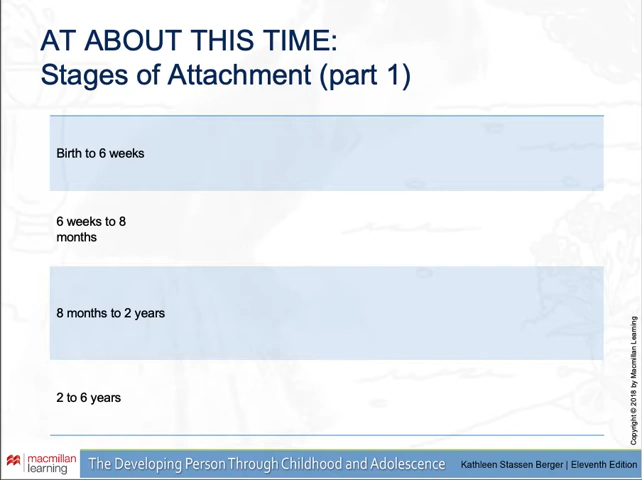 AT ABOUT THIS TIME:
Stages of Attachment (part 1)
Birth to 6 weeks
6 weeks to 8
months
8 months to 2 years
2 to 6 years
Copyright © 2018 by Macmillan Learning
macmillan
learning
The Developing Person Through Childhood and Adolescence
Kathleen Stassen Berger | Eleventh Edition